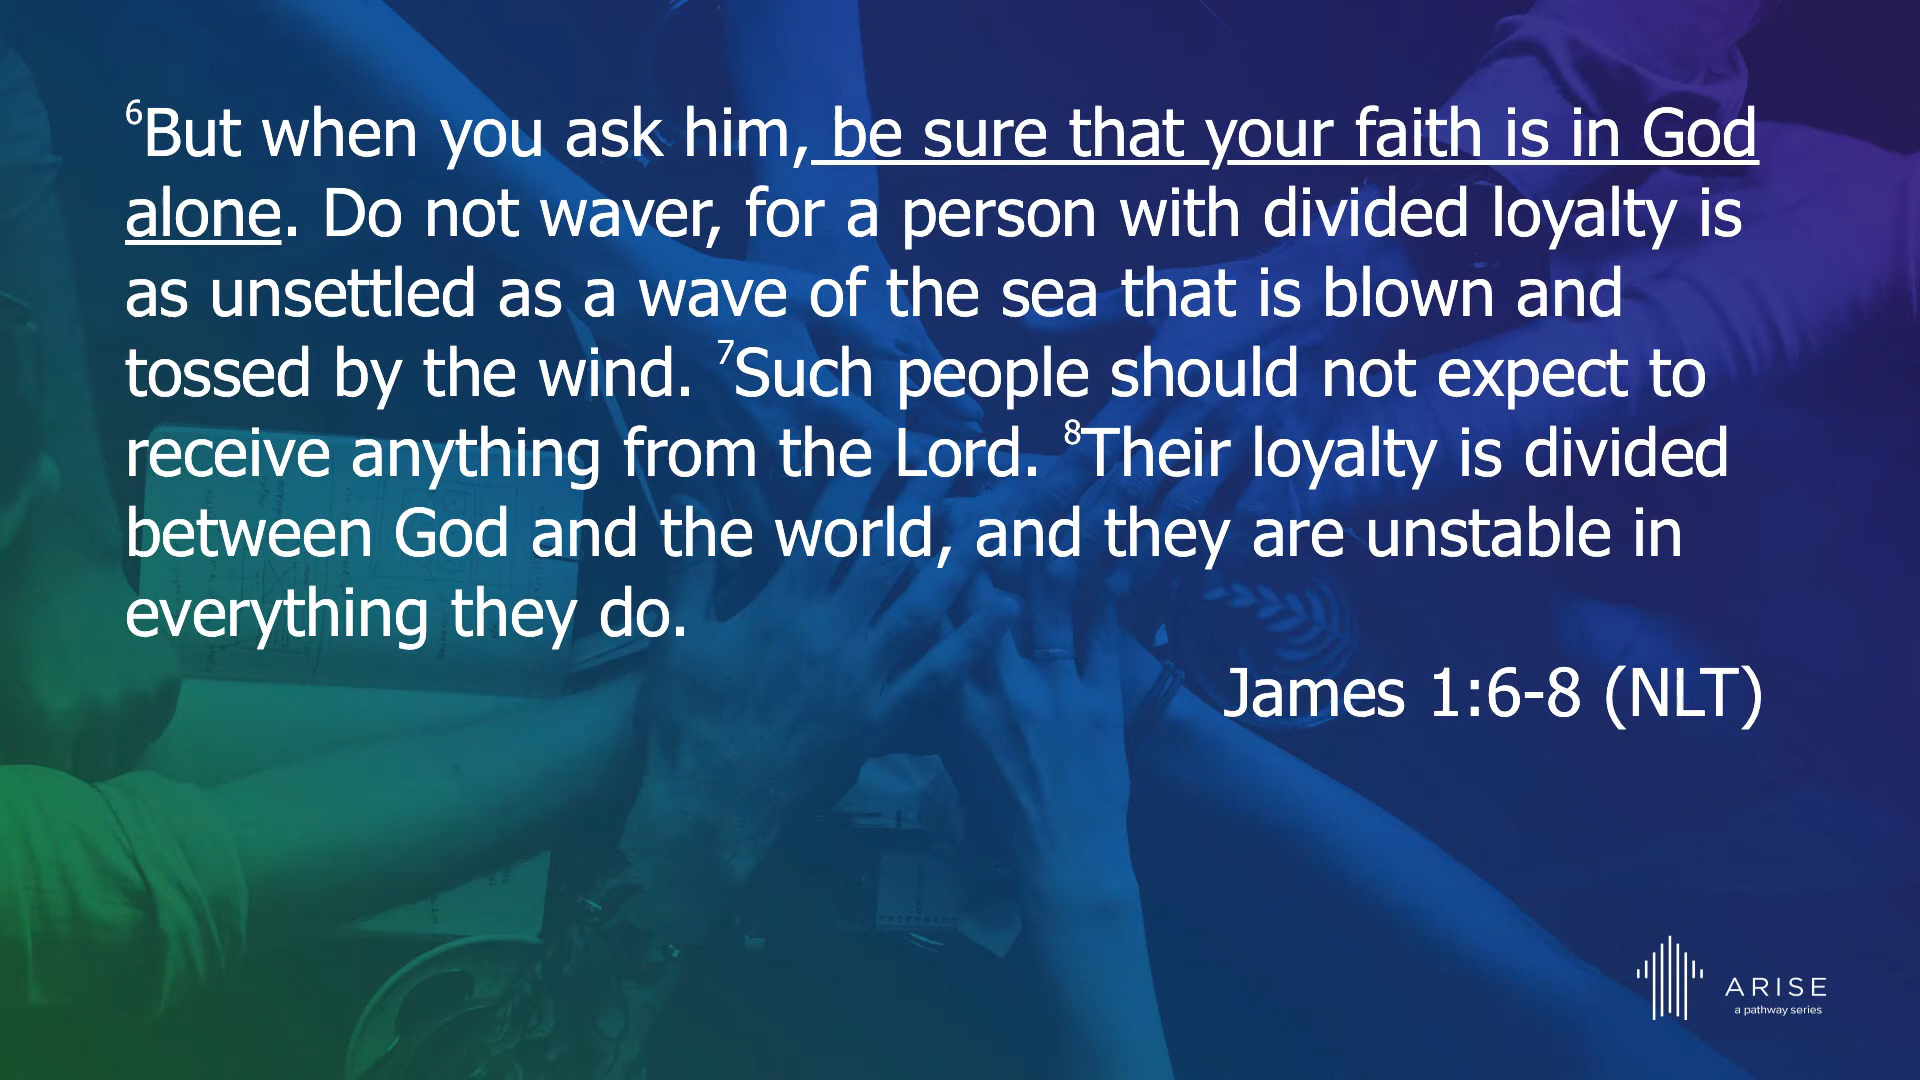 ⁶But when you ask him, be sure that your faith is in God
alone. Do not waver, for a person with divided loyalty is
as unsettled as a wave of the sea that is blown and
tossed by the wind. ⁷Such people should not expect to
receive anything from the Lord. ⁸Their loyalty is divided
between God and the world, and they are unstable in
everything they do.
James 1:6-8 (NLT)
ARISE
a pathway series